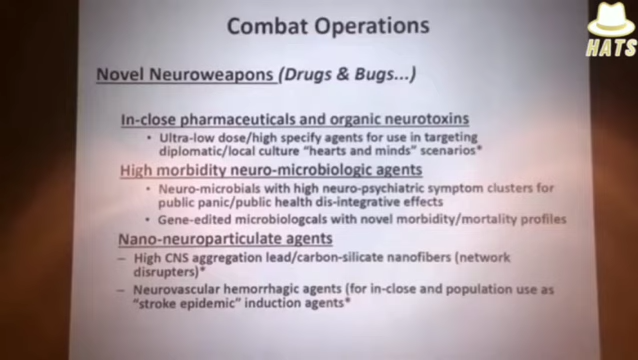 Combat Operations
HATS
Novel Neuroweapons (Drugs & Bugs...)
In-close pharmaceuticals and organic neurotoxins
• Ultra-low dose/high specify agents for use in targeting
diplomatic/local culture "hearts and minds" scenarios*
High morbidity neuro-microbiologic agents
• Neuro-microbials with high neuro-psychiatric symptom clusters for
public panic/public health dis-integrative effects
• Gene-edited microbiologcals with novel morbidity/mortality profiles
Nano-neuroparticulate agents
– High CNS aggregation lead/carbon-silicate nanofibers (network
disrupters)*
– Neurovascular hemorrhagic agents (for in-close and population use as
"stroke epidemic" induction agents*